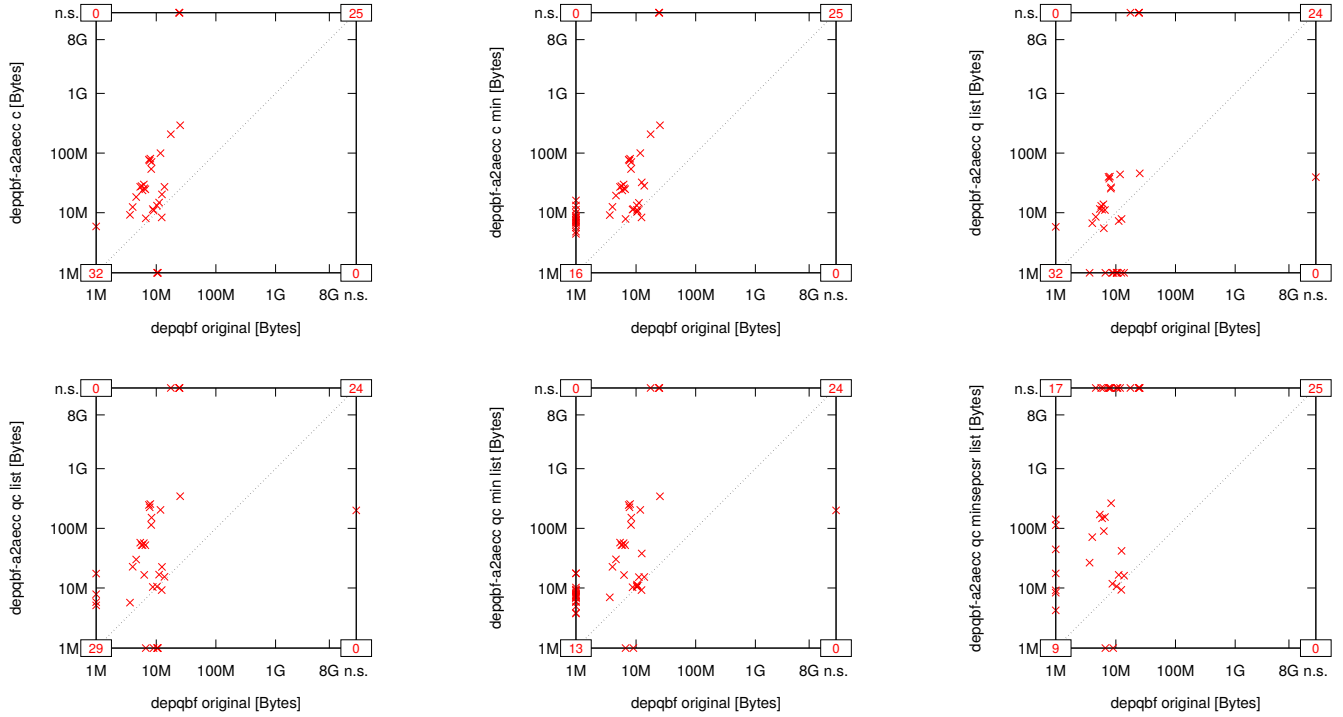 depqbf-a2aecc c [Bytes]
n.s.
8G
1G
100M
10M
1M
0
25
32
0
1M 10M 100M 1G 8G n.s.
depqbf original [Bytes]
depqbf-a2aecc c min [Bytes]
n.s.
8G
1G
100M
10M
1M
0
25
16
0
1M 10M 100M 1G 8G n.s.
depqbf original [Bytes]
depqbf-a2aecc q list [Bytes]
n.s.
8G
1G
100M
10M
1M
0
24
32
0
1M 10M 100M 1G 8G n.s.
depqbf original [Bytes]
depqbf-a2aecc qc list [Bytes]
n.s.
8G
1G
100M
10M
1M
0
24
29
0
1M 10M 100M 1G 8G n.s.
depqbf original [Bytes]
depqbf-a2aecc qc min list [Bytes]
n.s.
8G
1G
100M
10M
1M
0
24
13
0
1M 10M 100M 1G 8G n.s.
depqbf original [Bytes]
depqbf-a2aecc qc minsepcsr list [Bytes]
n.s.
8G
1G
100M
10M
1M
17
25
9
0
1M 10M 100M 1G 8G n.s.
depqbf original [Bytes]